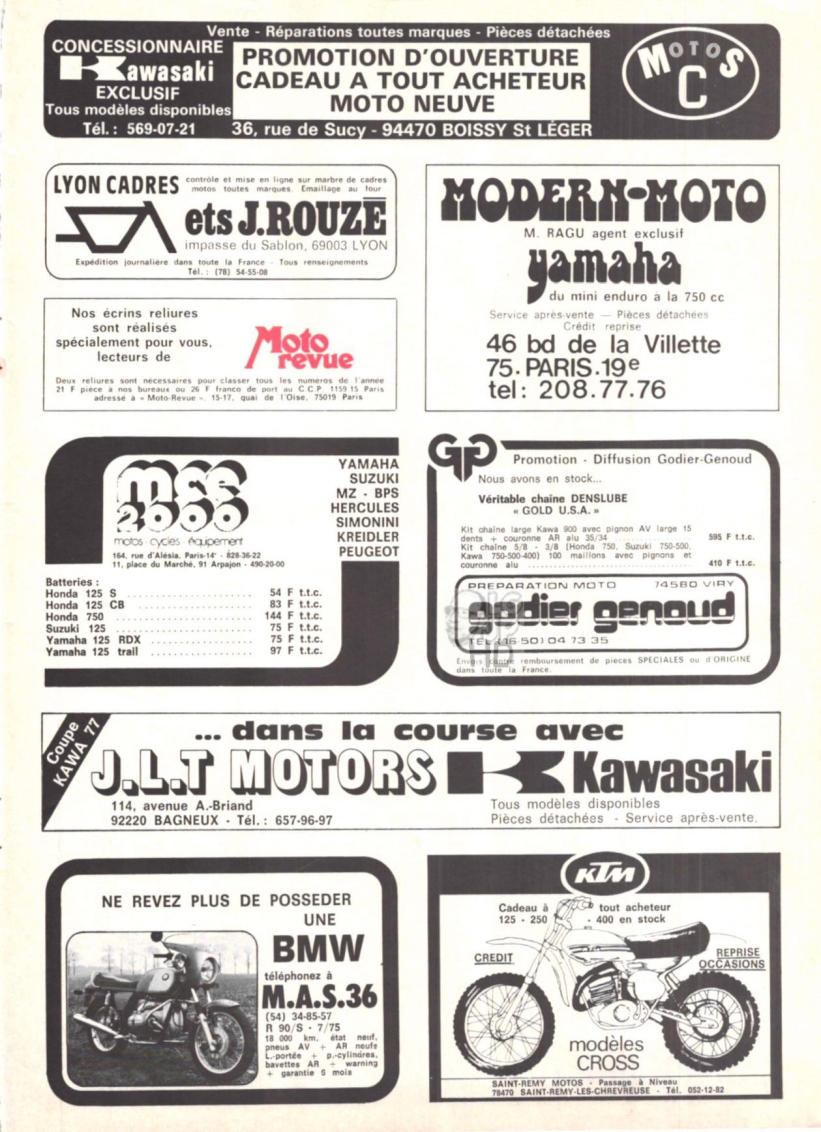 Vente - Réparations toutes marques - Pièces détachées
CONCESSIONNAIRE
Kawasaki
EXCLUSIF
Tous modèles disponibles
Tél. : 569-07-21
PROMOTION D'OUVERTURE
CADEAU A TOUT ACHETEUR
MOTO NEUVE
36, rue de Sucy - 94470 BOISSY St LÉGER
MOTOS
C
LYON CADRES
contrôle et mise en ligne sur marbre de cadres
motos toutes marques. Emaillage au four
ets J.ROUZÉ
impasse du Sablon, 69003 LYON
Expédition journalière dans toute la France - Tous renseignements
Tél. : (78) 54-55-08
Nos écrins reliures
sont réalisés
spécialement pour vous,
lecteurs de
Moto
revue
Deux reliures sont nécessaires pour classer tous les numéros de l'année
21 F pièce à nos bureaux ou 26 F franco de port au C.C.P. 1159 15 Paris
adressé à « Moto-Revue ». 15-17, quai de l'Oise, 75019 Paris
MODERN-MOTO
M. RAGU agent exclusif
yamaha
du mini enduro a la 750 cc
Service après-vente — Pièces détachées
Crédit reprise
46 bd de la Villette
75. PARIS.19e
tel: 208.77.76
mcc
2000
motos - cycles - équipement
164, rue d'Alésia, Paris-14e - 828-36-22
11, place du Marché, 91 Arpajon - 490-20-00
YAMAHA
SUZUKI
MZ - BPS
HERCULES
SIMONINI
KREIDLER
PEUGEOT
Batteries :
Honda 125 S ..................... 54 F t.t.c.
Honda 125 CB ................. 83 F t.t.c.
Honda 750 ..................... 144 F t.t.c.
Suzuki 125 ..................... 75 F t.t.c.
Yamaha 125 RDX ............... 75 F t.t.c.
Yamaha 125 trail ............... 97 F t.t.c.
GG Promotion - Diffusion Godier-Genoud
Nous avons en stock...
Véritable chaîne DENSLUBE
« GOLD U.S.A. »
Kit chaîne large Kawa 900 avec pignon AV large 15
dents + couronne AR alu 35/34 ............ 595 F t.t.c.
Kit chaîne 5/8 - 3/8 (Honda 750, Suzuki 750-500,
Kawa 750-500-400) 100 maillons avec pignons et
couronne alu ............ 410 F t.t.c.
PREPARATION MOTO 74580 VIRY
godier genoud
TEL (16 50) 04 73 35
Envois contre remboursement de pieces SPECIALES ou d'ORIGINE
dans toute la France.
Coupe
KAWA 77
... dans la course avec
J.L.T MOTORS Kawasaki
114, avenue A.-Briand
92220 BAGNEUX - Tél. : 657-96-97
Tous modèles disponibles
Pièces détachées - Service après-vente.
NE REVEZ PLUS DE POSSEDER
UNE
BMW
téléphonez à
M.A.S.36
(54) 34-85-57
R 90/S - 7/75
18 000 km, état neuf,
pneus AV + AR neufs
L.-portée + p.-cylindres,
bavettes AR + warning
+ garantie 6 mois
KTM
Cadeau à tout acheteur
125 - 250 - 400 en stock
CREDIT
REPRISE
OCCASIONS
modèles
CROSS
SAINT-REMY MOTOS - Passage à Niveau
78470 SAINT-REMY-LES-CHREVREUSE - Tél. 052-12-82